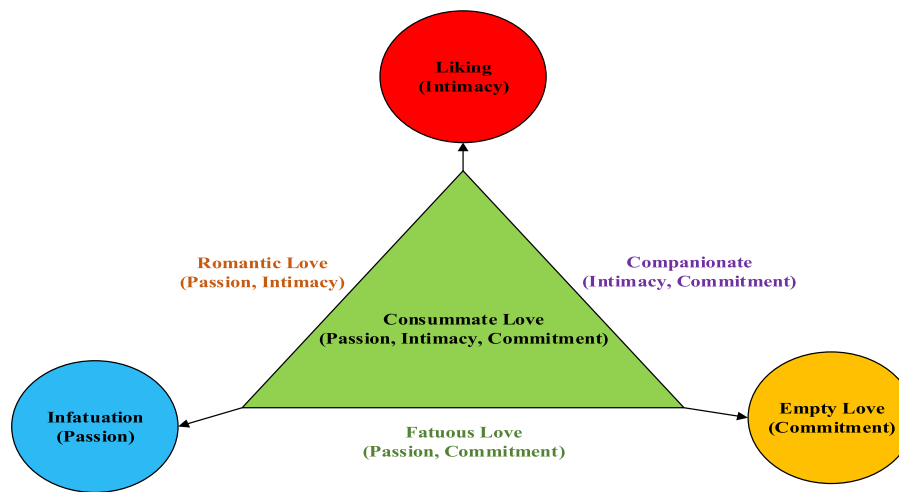 Liking
(Intimacy)
Romantic Love
(Passion, Intimacy)
Companionate
(Intimacy, Commitment)
Consummate Love
(Passion, Intimacy, Commitment)
Infatuation
(Passion)
Empty Love
(Commitment)
Fatuous Love
(Passion, Commitment)